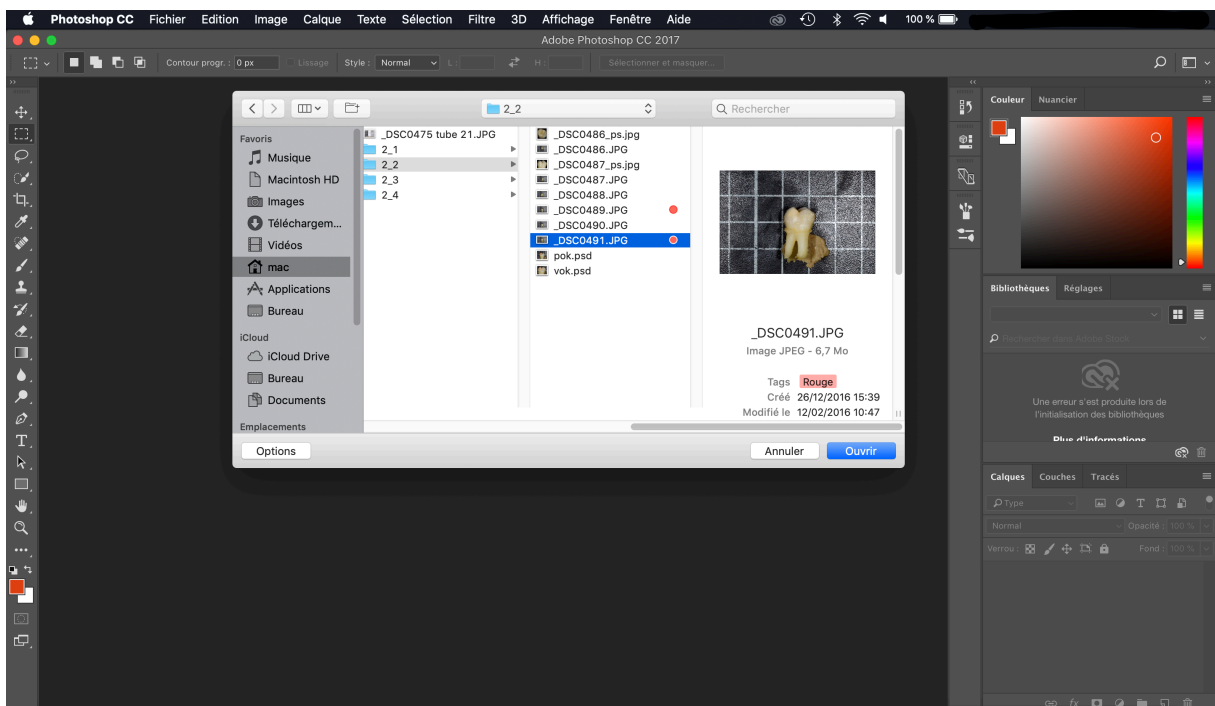 Photoshop CC Fichier Edition Image Calque Texte Sélection Filtre 3D Affichage Fenêtre Aide 100 %
Adobe Photoshop CC 2017
Contour progr. : 0 px Lissage Style : Normal L : H : Sélectionner et masquer...
2_2
Rechercher
Favoris
Musique
Macintosh HD
Images
Téléchargem...
Vidéos
mac
Applications
Bureau
iCloud
iCloud Drive
Bureau
Documents
Emplacements
_DSC0475 tube 21.JPG
2_1
2_2
2_3
2_4
_DSC0486_ps.jpg
_DSC0486.JPG
_DSC0487_ps.jpg
_DSC0487.JPG
_DSC0488.JPG
_DSC0489.JPG
_DSC0490.JPG
_DSC0491.JPG
pok.psd
vok.psd
_DSC0491.JPG
Image JPEG - 6,7 Mo
Tags Rouge
Créé 26/12/2016 15:39
Modifié le 12/02/2016 10:47
Options
Annuler
Ouvrir
Couleur Nuancier
Bibliothèques Réglages
Rechercher dans Adobe Stock
Une erreur s'est produite lors de
l'initialisation des bibliothèques
Plus d'informations
Calques Couches Tracés
Type
Normal Opacité : 100 %
Verrou : Fond : 100 %
fx